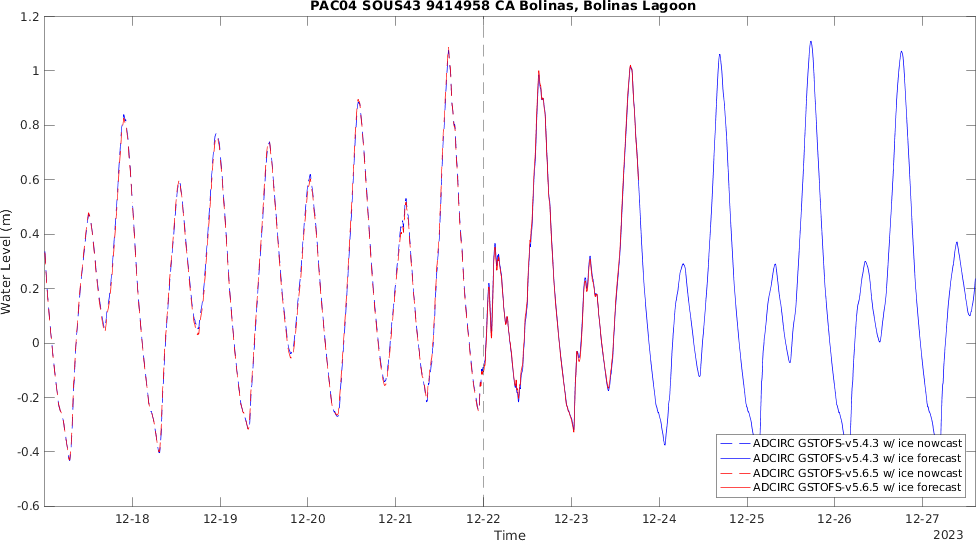 PAC04 SOUS43 9414958 CA Bolinas, Bolinas Lagoon
1.2
1
0.8
0.6
0.4
0.2
0
-0.2
-0.4
-0.6
Water Level (m)
12-18 12-19 12-20 12-21 12-22 12-23 12-24 12-25 12-26 12-27
Time
2023
ADCIRC GSTOFS-v5.4.3 w/ ice nowcast
ADCIRC GSTOFS-v5.4.3 w/ ice forecast
ADCIRC GSTOFS-v5.6.5 w/ ice nowcast
ADCIRC GSTOFS-v5.6.5 w/ ice forecast